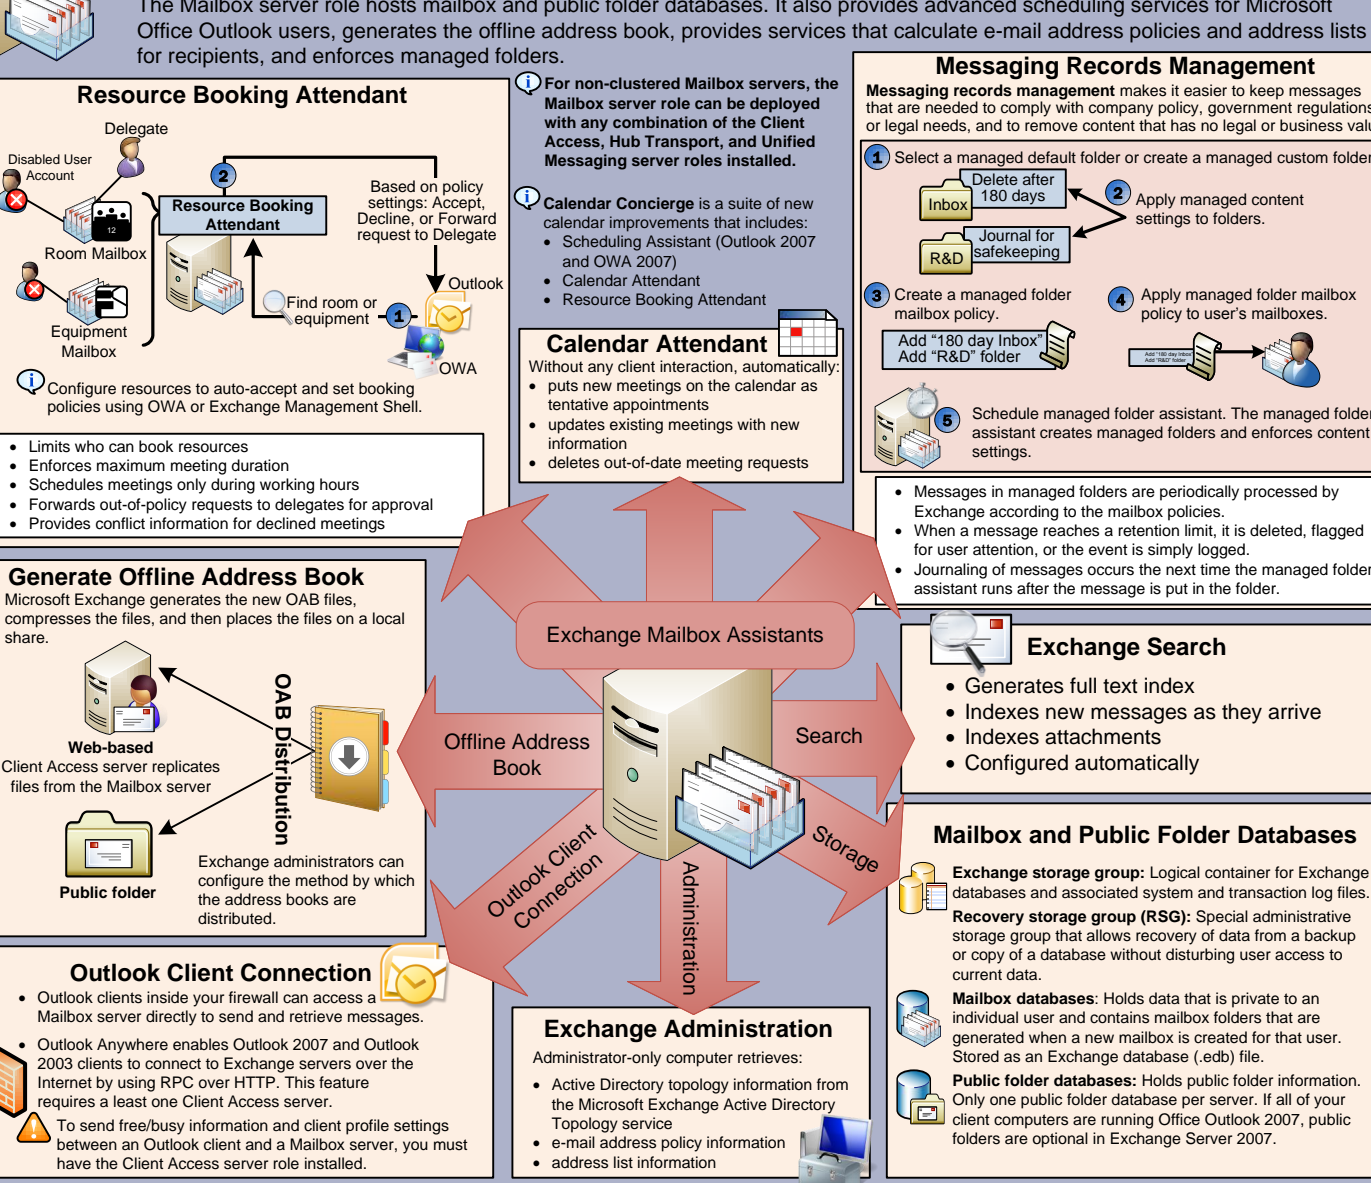 The Mailbox server role hosts mailbox and public folder databases. It also provides advanced scheduling services for Microsoft
Office Outlook users, generates the offline address book, provides services that calculate e-mail address policies and address lists
for recipients, and enforces managed folders.
Resource Booking Attendant
Delegate
Disabled User
Account
2
Resource Booking
Attendant
Based on policy
settings: Accept,
Decline, or Forward
request to Delegate
12
Room Mailbox
Equipment
Mailbox
Find room or
equipment
1
Outlook
OWA
Configure resources to auto-accept and set booking
policies using OWA or Exchange Management Shell.
• Limits who can book resources
• Enforces maximum meeting duration
• Schedules meetings only during working hours
• Forwards out-of-policy requests to delegates for approval
• Provides conflict information for declined meetings
For non-clustered Mailbox servers, the
Mailbox server role can be deployed
with any combination of the Client
Access, Hub Transport, and Unified
Messaging server roles installed.
Calendar Concierge is a suite of new
calendar improvements that includes:
• Scheduling Assistant (Outlook 2007
and OWA 2007)
• Calendar Attendant
• Resource Booking Attendant
Calendar Attendant
Without any client interaction, automatically:
• puts new meetings on the calendar as
tentative appointments
• updates existing meetings with new
information
• deletes out-of-date meeting requests
Messaging Records Management
Messaging records management makes it easier to keep messages
that are needed to comply with company policy, government regulations
or legal needs, and to remove content that has no legal or business valu
1 Select a managed default folder or create a managed custom folder
Inbox
Delete after
180 days
2 Apply managed content
settings to folders.
R&D
Journal for
safekeeping
3 Create a managed folder
mailbox policy.
Add "180 day Inbox"
Add "R&D" folder
4 Apply managed folder mailbox
policy to user's mailboxes.
Add "180 day Inbox"
Add "R&D" folder
5 Schedule managed folder assistant. The managed folder
assistant creates managed folders and enforces content
settings.
• Messages in managed folders are periodically processed by
Exchange according to the mailbox policies.
• When a message reaches a retention limit, it is deleted, flagged
for user attention, or the event is simply logged.
• Journaling of messages occurs the next time the managed folder
assistant runs after the message is put in the folder.
Generate Offline Address Book
Microsoft Exchange generates the new OAB files,
compresses the files, and then places the files on a local
share.
OAB Distribution
Web-based
Client Access server replicates
files from the Mailbox server
Public folder
Exchange administrators can
configure the method by which
the address books are
distributed.
Exchange Mailbox Assistants
Offline Address
Book
Search
Outlook Client
Connection
Administration
Storage
Exchange Search
• Generates full text index
• Indexes new messages as they arrive
• Indexes attachments
• Configured automatically
Mailbox and Public Folder Databases
Exchange storage group: Logical container for Exchange
databases and associated system and transaction log files.
Recovery storage group (RSG): Special administrative
storage group that allows recovery of data from a backup
or copy of a database without disturbing user access to
current data.
Mailbox databases: Holds data that is private to an
individual user and contains mailbox folders that are
generated when a new mailbox is created for that user.
Stored as an Exchange database (.edb) file.
Public folder databases: Holds public folder information.
Only one public folder database per server. If all of your
client computers are running Office Outlook 2007, public
folders are optional in Exchange Server 2007.
Outlook Client Connection
• Outlook clients inside your firewall can access a
Mailbox server directly to send and retrieve messages.
• Outlook Anywhere enables Outlook 2007 and Outlook
2003 clients to connect to Exchange servers over the
Internet by using RPC over HTTP. This feature
requires a least one Client Access server.
To send free/busy information and client profile settings
between an Outlook client and a Mailbox server, you must
have the Client Access server role installed.
Exchange Administration
Administrator-only computer retrieves:
• Active Directory topology information from
the Microsoft Exchange Active Directory
Topology service
• e-mail address policy information
• address list information